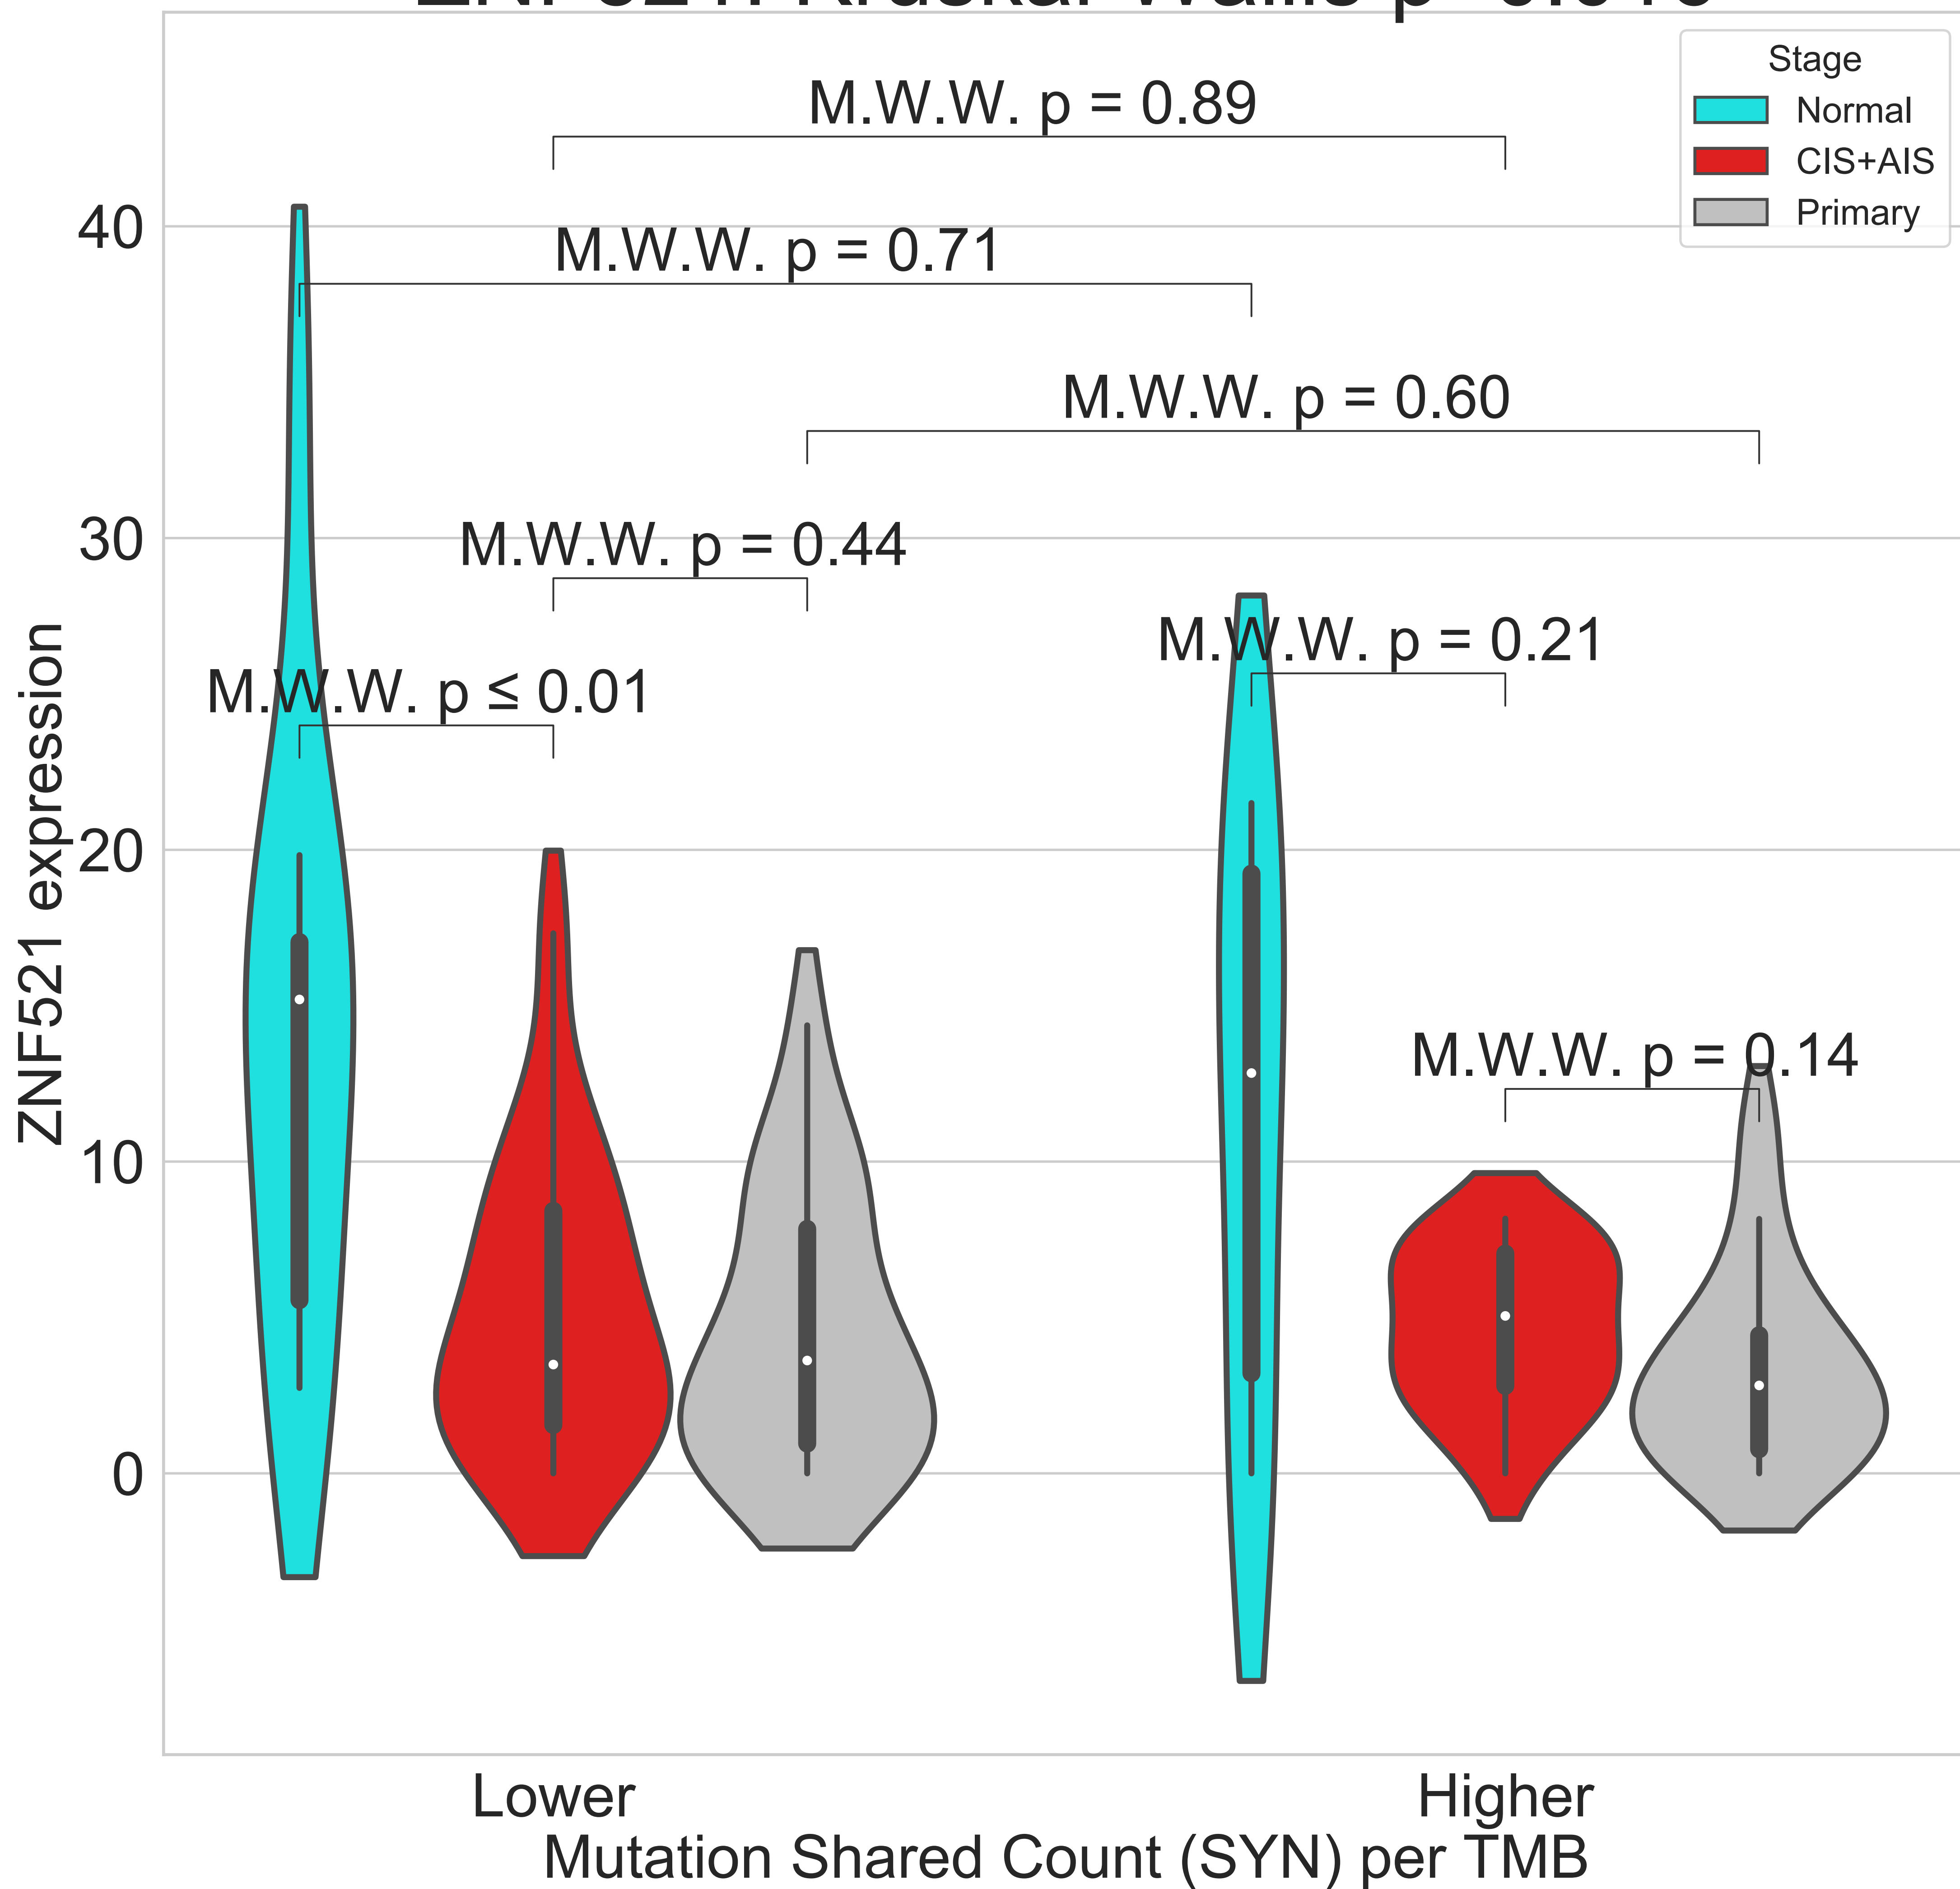 Stage
Normal
CIS+AIS
Primary
M.W.W. p = 0.89
M.W.W. p = 0.71
M.W.W. p = 0.60
M.W.W. p = 0.44
M.W.W. p ≤ 0.01
M.W.W. p = 0.21
M.W.W. p = 0.14
40
30
20
10
0
ZNF521 expression
Lower
Higher
Mutation Shared Count (SYN) per TMB